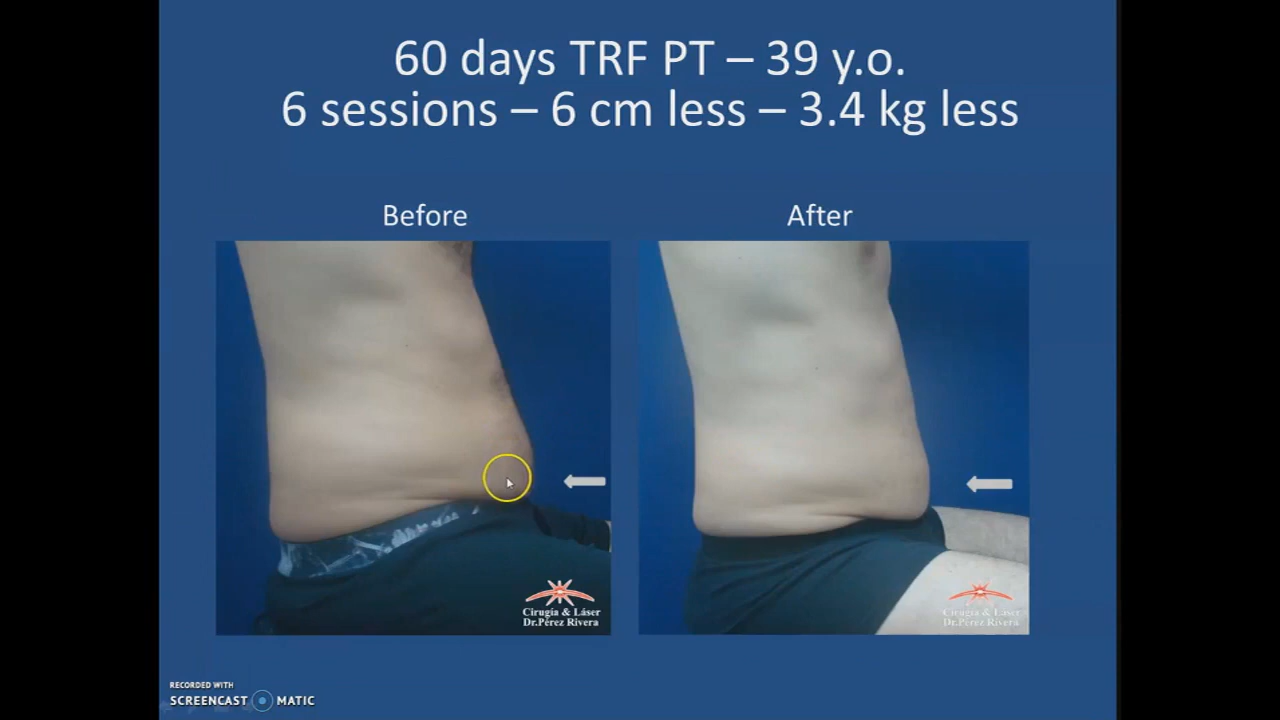 60 days TRF PT – 39 y.o.
6 sessions – 6 cm less – 3.4 kg less
Before
After
Cirugía & Láser
Dr.Pérez Rivera
Cirugía & Láser
Dr.Pérez Rivera
RECORDED WITH
SCREENCAST MATIC